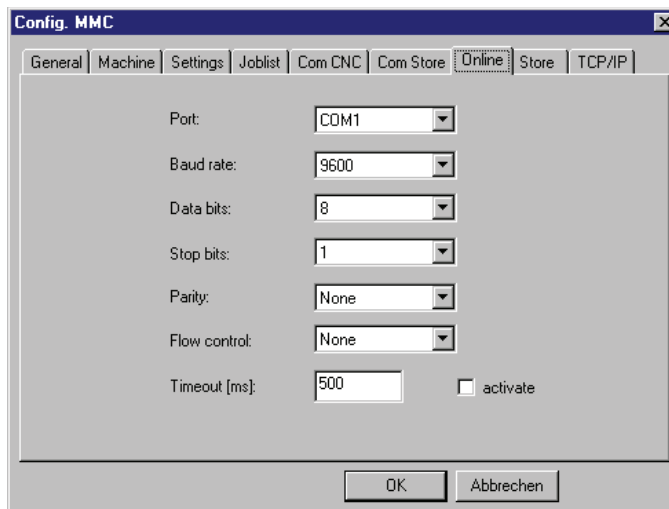 Config. MMC
General Machine Settings Joblist Com CNC Com Store Online Store TCP/IP
Port: COM1
Baud rate: 9600
Data bits: 8
Stop bits: 1
Parity: None
Flow control: None
Timeout [ms]: 500 activate
OK Abbrechen